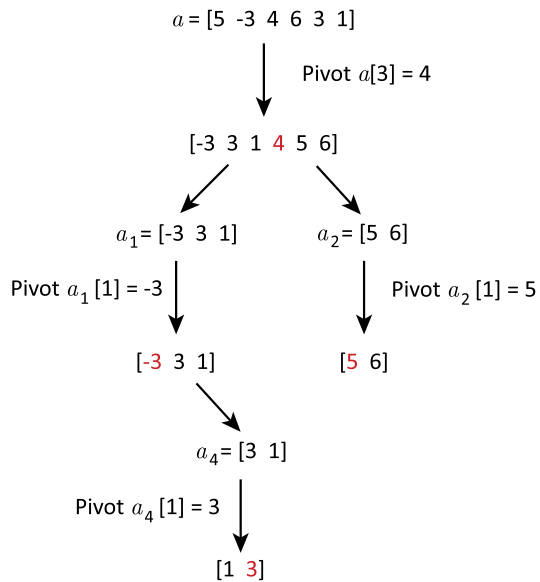 a = [5 -3 4 6 3 1]
Pivot a[3] = 4
[-3 3 1 4 5 6]
a1= [-3 3 1]
a2= [5 6]
Pivot a1 [1] = -3
Pivot a2 [1] = 5
[-3 3 1]
[5 6]
a4= [3 1]
Pivot a4 [1] = 3
[1 3]